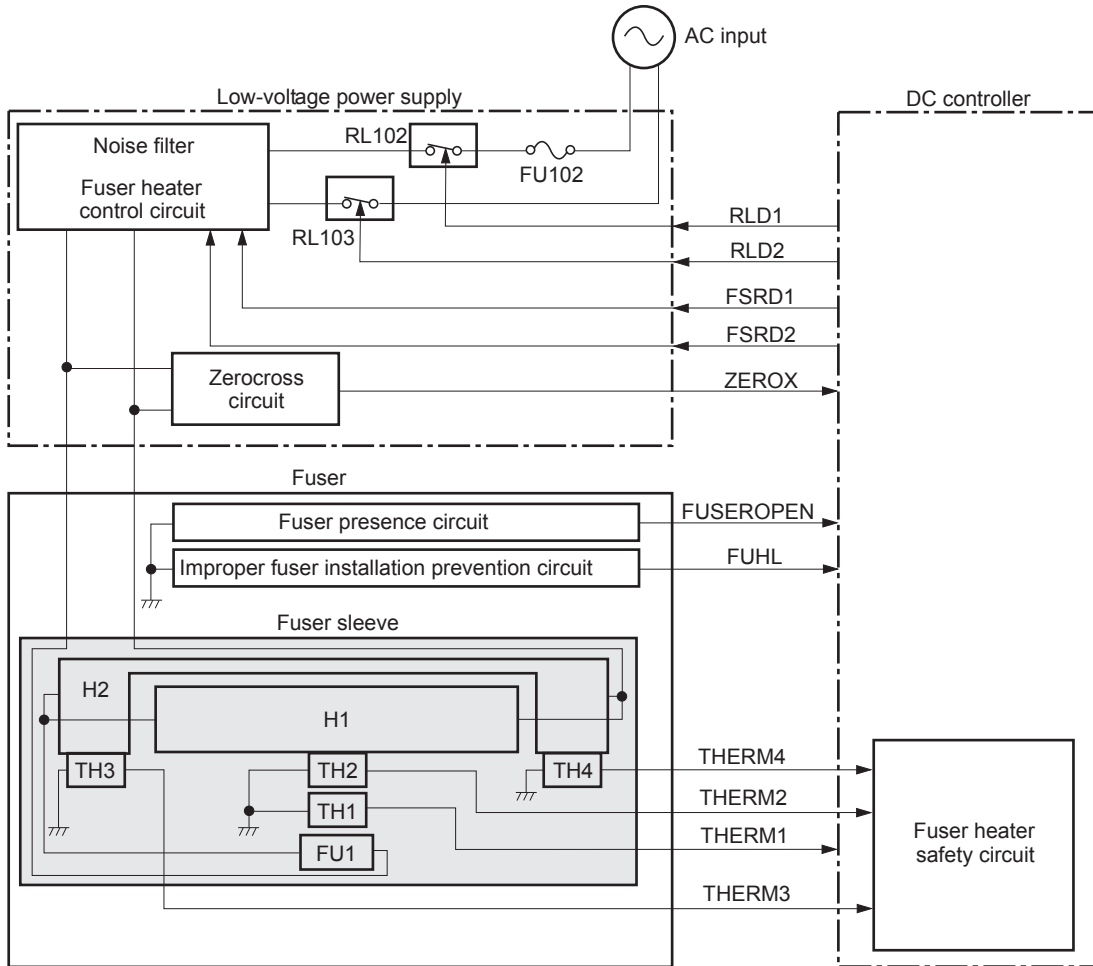 AC input
Low-voltage power supply
DC controller
Noise filter
Fuser heater
control circuit
RL102
FU102
RL103
RLD1
RLD2
FSRD1
FSRD2
Zerocross
circuit
ZEROX
Fuser
Fuser presence circuit
FUSEROPEN
Improper fuser installation prevention circuit
FUHL
Fuser sleeve
H2
H1
TH3
TH2
TH4
TH1
FU1
THERM4
THERM2
THERM1
THERM3
Fuser heater
safety circuit